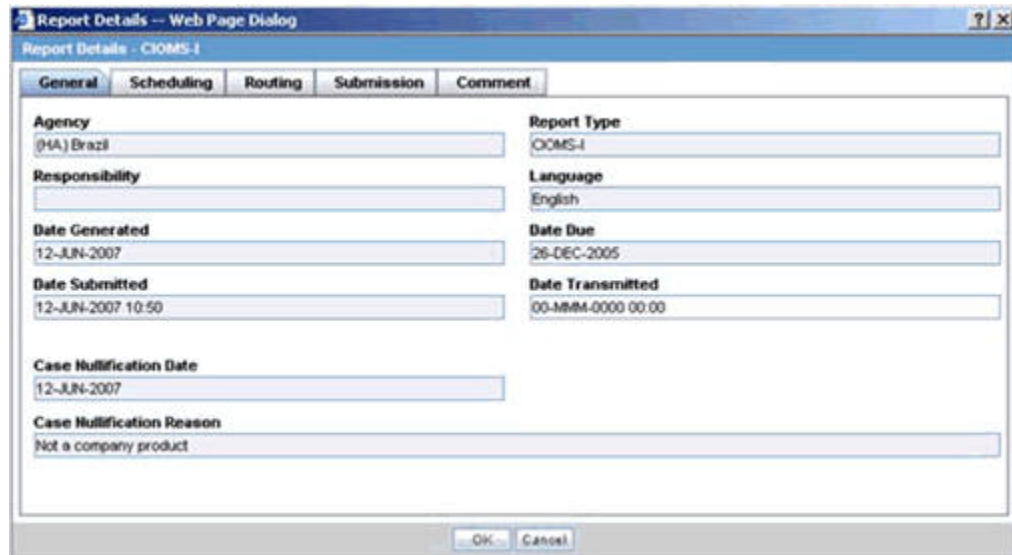 Report Details -- Web Page Dialog
Report Details - CIOMS-I
General Scheduling Routing Submission Comment
Agency Report Type
(HA) Brazil CIOMS-I
Responsibility Language
English
Date Generated Date Due
12-JUN-2007 26-DEC-2005
Date Submitted Date Transmitted
12-JUN-2007 10:50 00-MMM-0000 00:00
Case Nullification Date
12-JUN-2007
Case Nullification Reason
Not a company product
OK Cancel